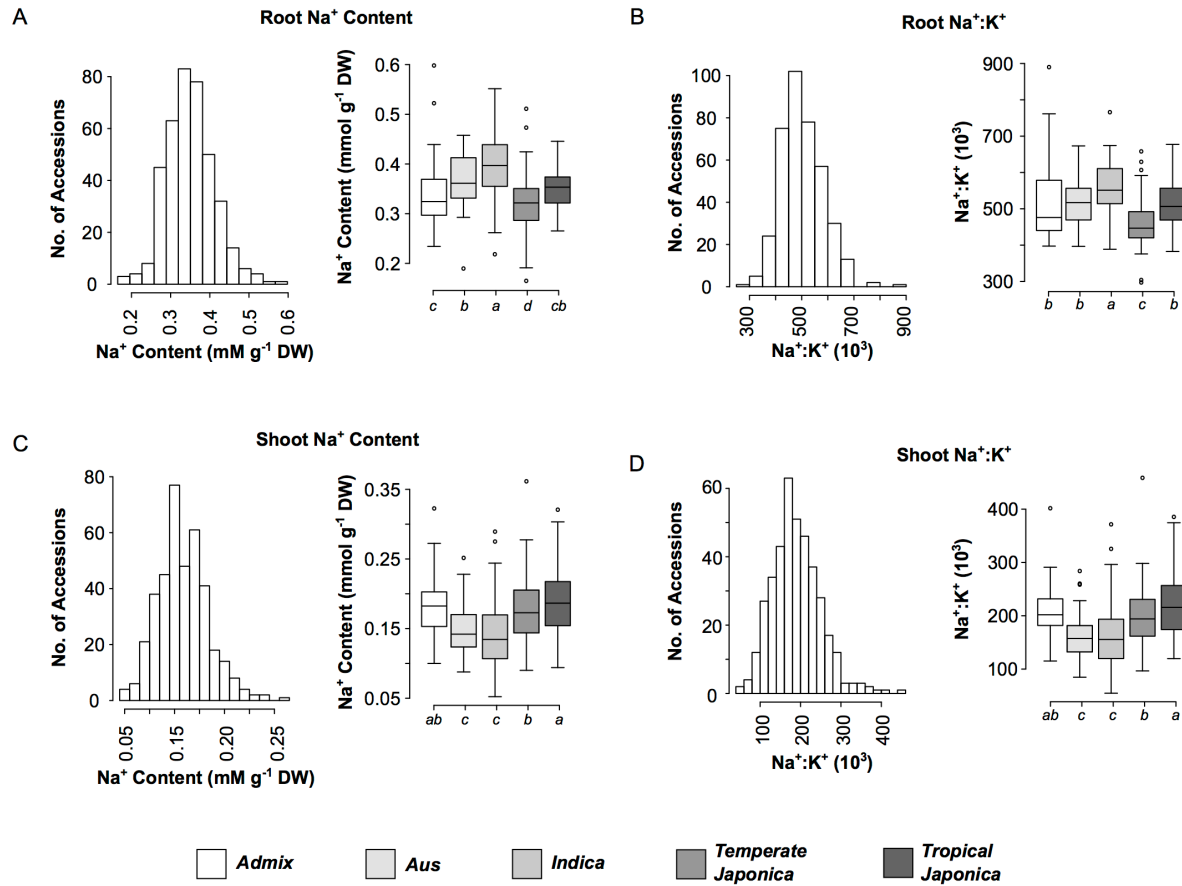 A
Root Na⁺ Content
No. of Accessions
0 20 40 60 80
0.2 0.3 0.4 0.5 0.6
Na⁺ Content (mM g⁻¹ DW)
Na⁺ Content (mmol g⁻¹ DW)
0.2 0.3 0.4 0.5 0.6
c b a d cb
B
Root Na⁺:K⁺
No. of Accessions
0 20 40 60 80 100
300 500 700 900
Na⁺:K⁺ (10³)
Na⁺:K⁺ (10³)
300 500 700 900
b b a c b
C
Shoot Na⁺ Content
No. of Accessions
0 20 40 60 80
0.05 0.15 0.20 0.25
Na⁺ Content (mM g⁻¹ DW)
Na⁺ Content (mmol g⁻¹ DW)
0.05 0.15 0.25 0.35
ab c c b a
D
Shoot Na⁺:K⁺
No. of Accessions
0 20 40 60
100 200 300 400
Na⁺:K⁺ (10³)
Na⁺:K⁺ (10³)
100 200 300 400
ab c c b a
Admix
Aus
Indica
Temperate
Japonica
Tropical
Japonica